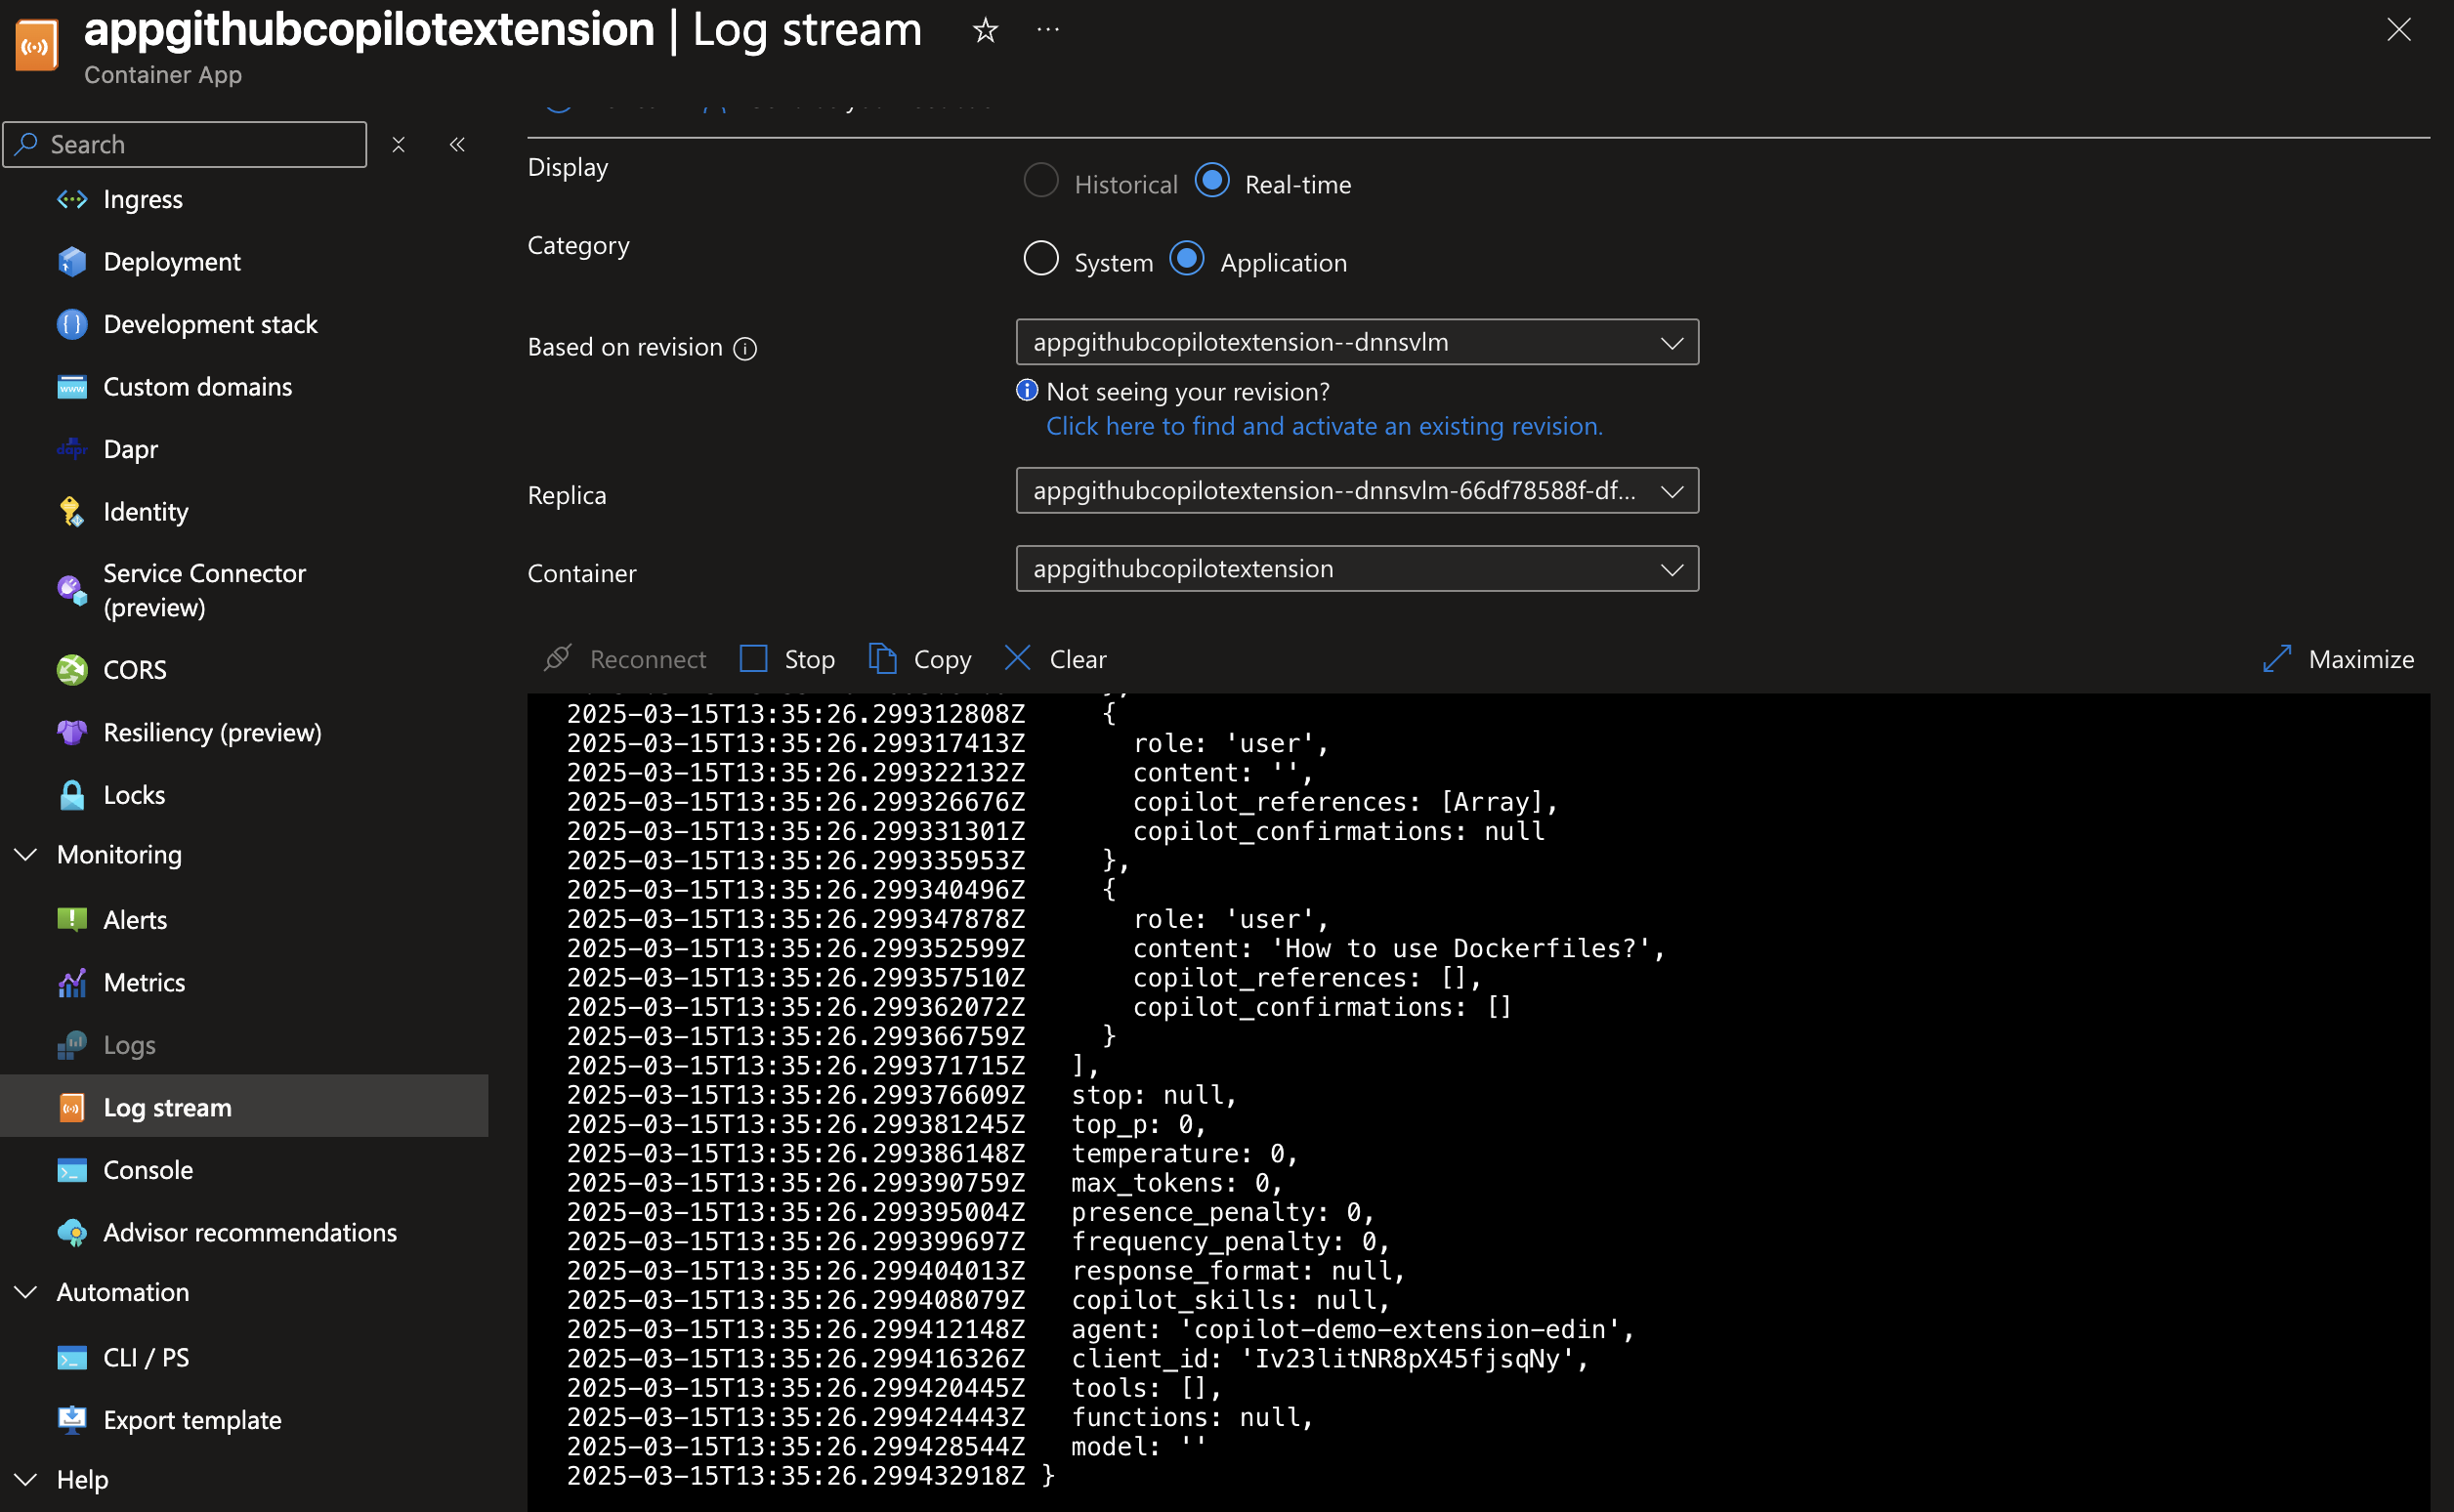 appgithubcopilotextension | Log stream
Container App
Search
Ingress
Deployment
Development stack
Custom domains
Dapr
Identity
Service Connector
(preview)
CORS
Resiliency (preview)
Locks
Monitoring
Alerts
Metrics
Logs
Log stream
Console
Advisor recommendations
Automation
CLI / PS
Export template
Help
Display
Historical Real-time
Category
System Application
Based on revision
appgithubcopilotextension--dnnsvlm
Not seeing your revision?
Click here to find and activate an existing revision.
Replica
appgithubcopilotextension--dnnsvlm-66df78588f-df...
Container
appgithubcopilotextension
Reconnect Stop Copy Clear Maximize
2025-03-15T13:35:26.299312808Z     {
2025-03-15T13:35:26.299317413Z       role: 'user',
2025-03-15T13:35:26.299322132Z       content: '',
2025-03-15T13:35:26.299326676Z       copilot_references: [Array],
2025-03-15T13:35:26.299331301Z       copilot_confirmations: null
2025-03-15T13:35:26.299335953Z     },
2025-03-15T13:35:26.299340496Z     {
2025-03-15T13:35:26.299347878Z       role: 'user',
2025-03-15T13:35:26.299352599Z       content: 'How to use Dockerfiles?',
2025-03-15T13:35:26.299357510Z       copilot_references: [],
2025-03-15T13:35:26.299362072Z       copilot_confirmations: []
2025-03-15T13:35:26.299366759Z     }
2025-03-15T13:35:26.299371715Z   ],
2025-03-15T13:35:26.299376609Z   stop: null,
2025-03-15T13:35:26.299381245Z   top_p: 0,
2025-03-15T13:35:26.299386148Z   temperature: 0,
2025-03-15T13:35:26.299390759Z   max_tokens: 0,
2025-03-15T13:35:26.299395004Z   presence_penalty: 0,
2025-03-15T13:35:26.299399697Z   frequency_penalty: 0,
2025-03-15T13:35:26.299404013Z   response_format: null,
2025-03-15T13:35:26.299408079Z   copilot_skills: null,
2025-03-15T13:35:26.299412148Z   agent: 'copilot-demo-extension-edin',
2025-03-15T13:35:26.299416326Z   client_id: 'Iv23litNR8pX45fjsqNy',
2025-03-15T13:35:26.299420445Z   tools: [],
2025-03-15T13:35:26.299424443Z   functions: null,
2025-03-15T13:35:26.299428544Z   model: ''
2025-03-15T13:35:26.299432918Z }